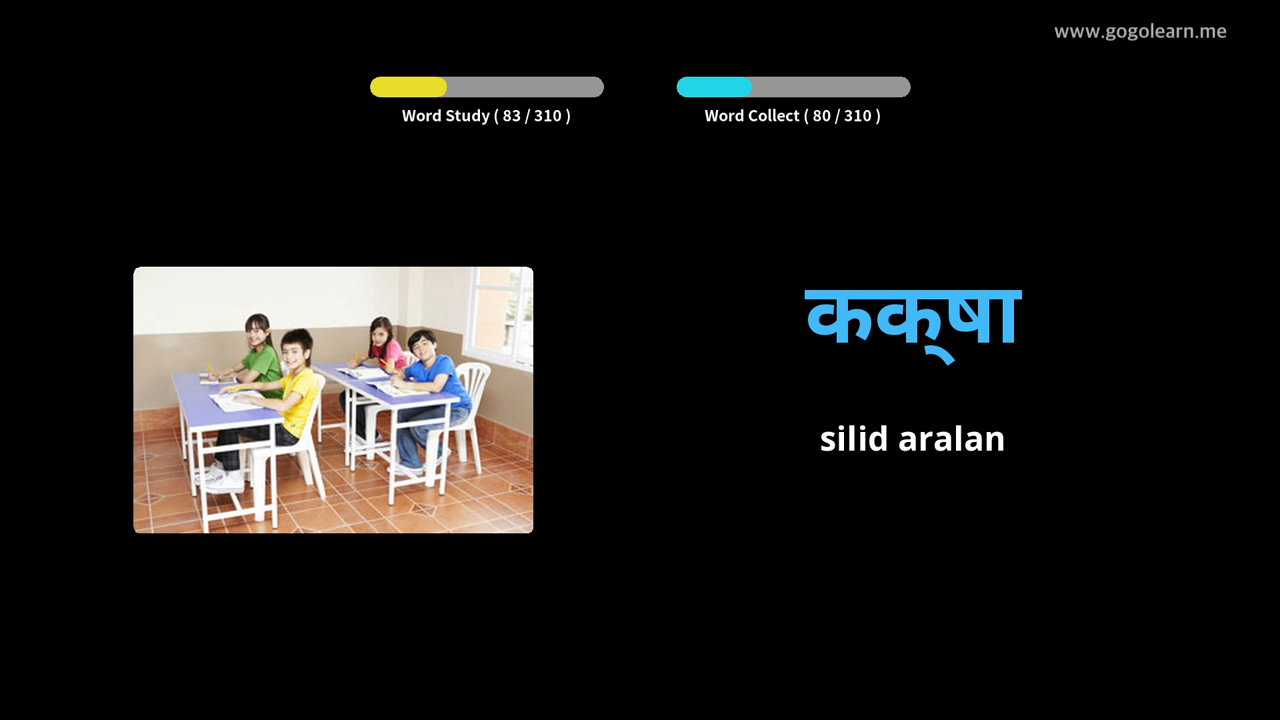 www.gogolearn.me
Word Study ( 83 / 310 )
Word Collect ( 80 / 310 )
कक्‌षा
silid aralan